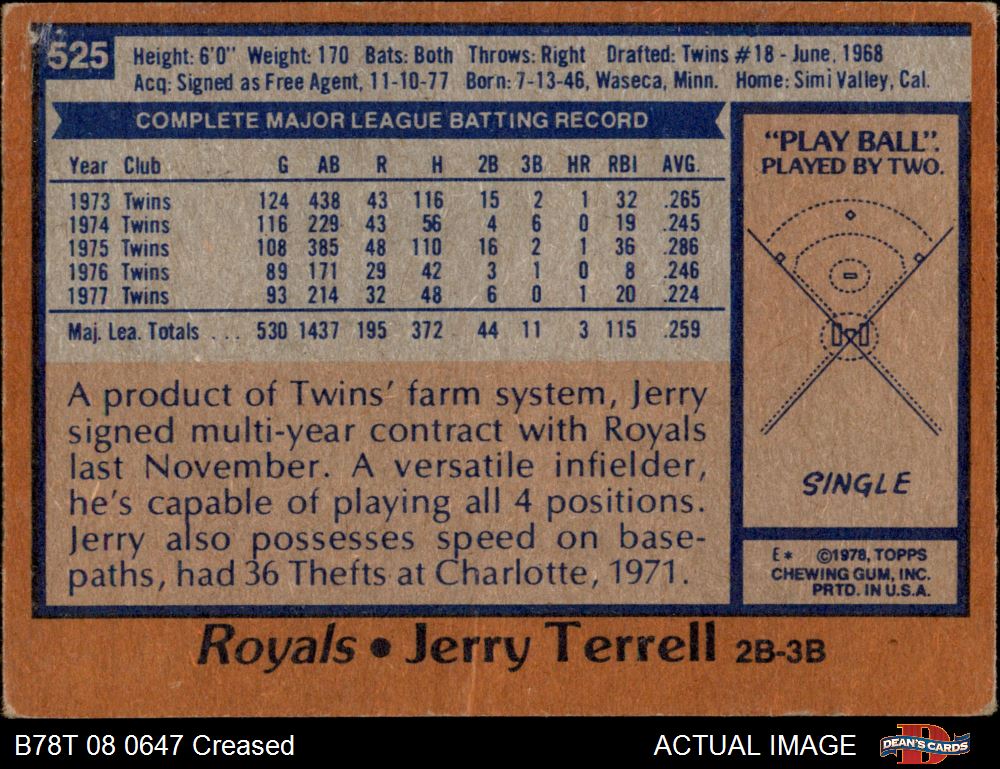 525
Height: 6'0" Weight: 170 Bats: Both Throws: Right Drafted: Twins #18 - June, 1968
Acq: Signed as Free Agent, 11-10-77 Born: 7-13-46, Waseca, Minn. Home: Simi Valley, Cal.
COMPLETE MAJOR LEAGUE BATTING RECORD
Year Club G AB R H 2B 3B HR RBI AVG.
1973 Twins 124 438 43 116 15 2 1 32 .265
1974 Twins 116 229 43 56 4 6 0 19 .245
1975 Twins 108 385 48 110 16 2 1 36 .286
1976 Twins 89 171 29 42 3 1 0 8 .246
1977 Twins 93 214 32 48 6 0 1 20 .224
Maj. Lea. Totals ... 530 1437 195 372 44 11 3 115 .259
A product of Twins' farm system, Jerry
signed multi-year contract with Royals
last November. A versatile infielder,
he's capable of playing all 4 positions.
Jerry also possesses speed on base-
paths, had 36 Thefts at Charlotte, 1971.
"PLAY BALL".
PLAYED BY TWO.
SINGLE
E* ©1978, TOPPS
CHEWING GUM, INC.
PRTD. IN U.S.A.
Royals • Jerry Terrell 2B-3B
B78T 08 0647 Creased
ACTUAL IMAGE
DEAN'S CARDS